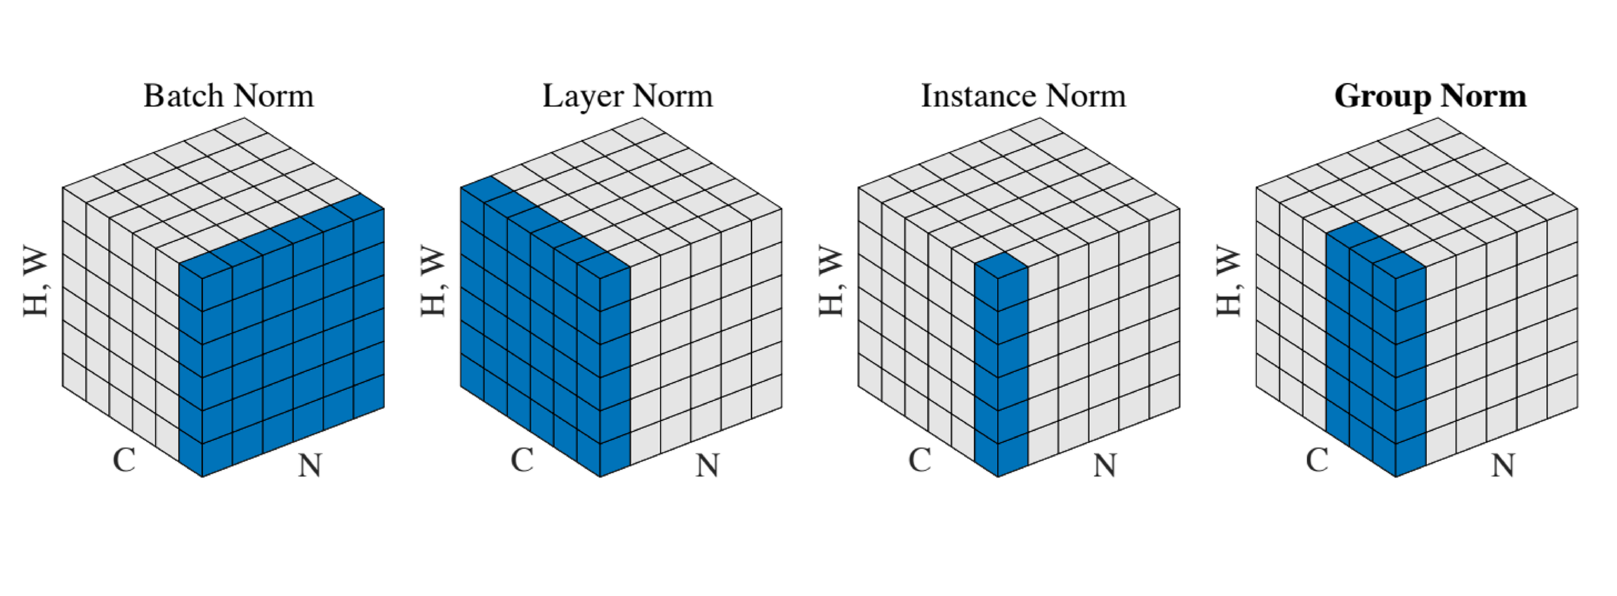 Batch Norm
Layer Norm
Instance Norm
Group Norm
H, W
C
N
H, W
C
N
H, W
C
N
H, W
C
N